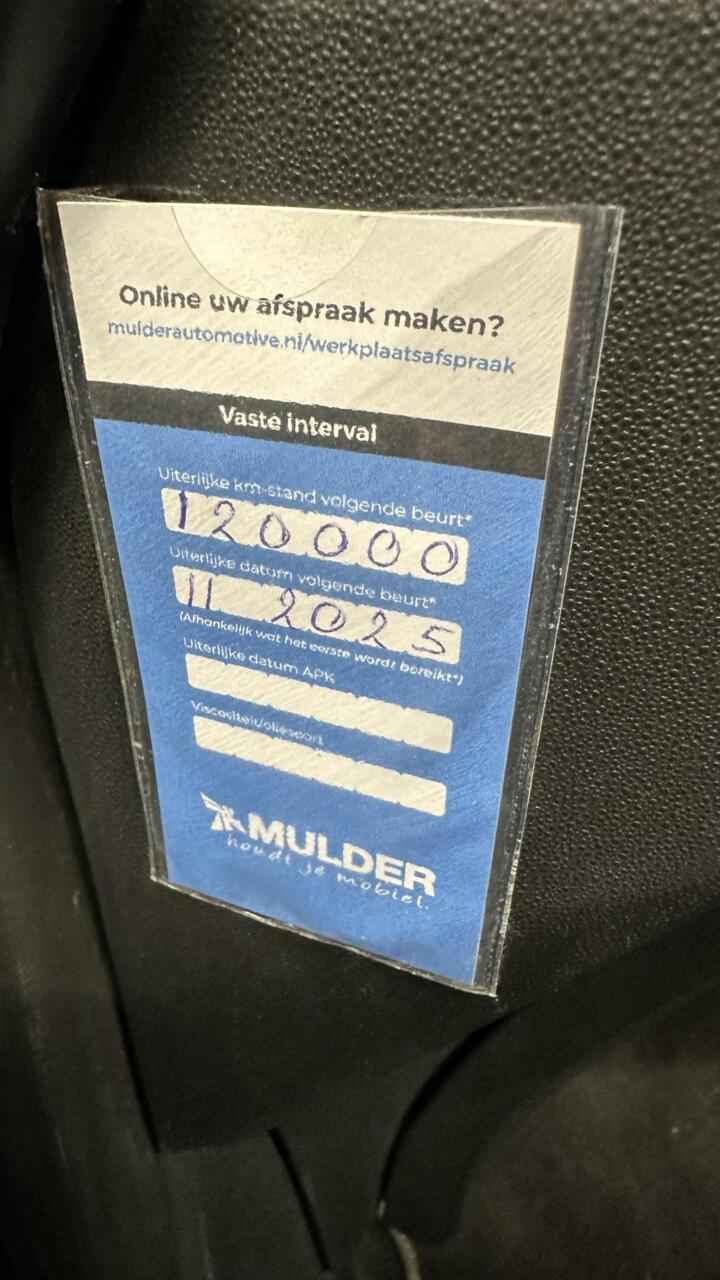 Online uw afspraak maken?
mulderautomotive.nl/werkplaatsafspraak
Vaste interval
Uiterlijke km-stand volgende beurt*
120000
Uiterlijke datum volgende beurt*
11 2025
(Afhankelijk wat het eerste wordt bereikt*)
Uiterlijke datum APK
Viscositeit/oliesoort
MULDER
houdt je mobiel.